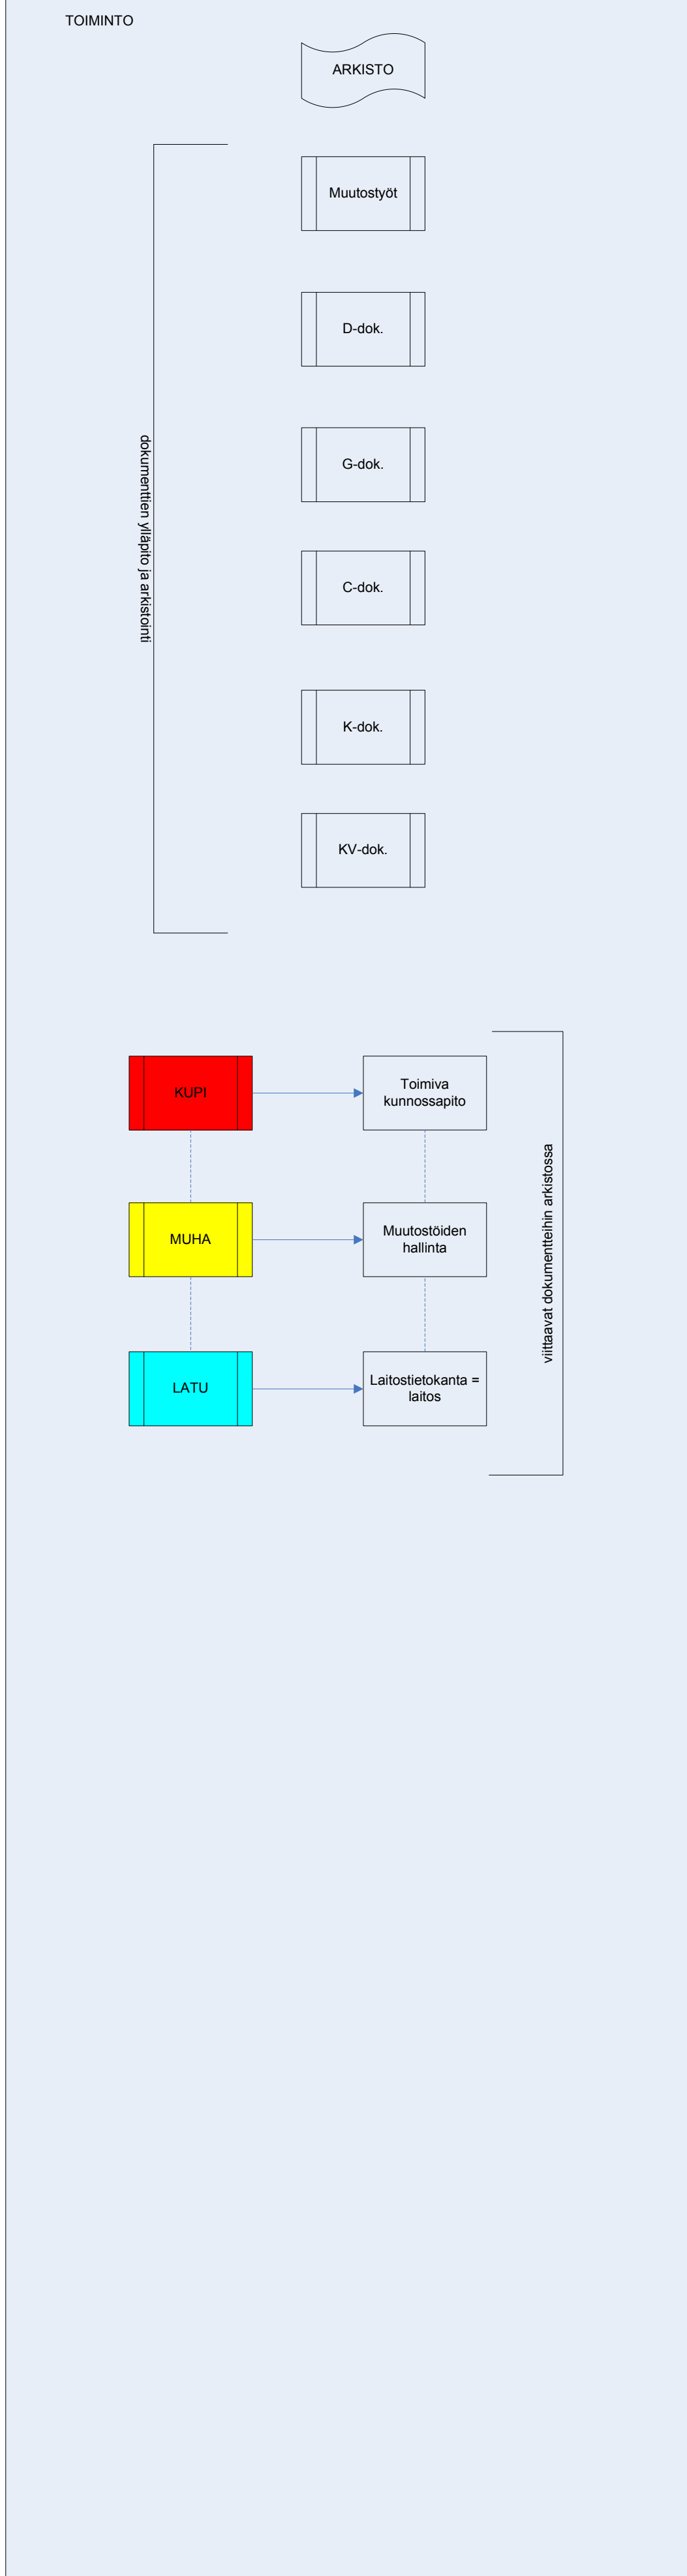 TOIMINTO
ARKISTO
Muutostyöt
D-dok.
G-dok.
C-dok.
K-dok.
KV-dok.
dokumenttien ylläpito ja arkistointi
KUPI
Toimiva
kunnossapito
MUHA
Muutostöiden
hallinta
LATU
Laitostietokanta =
laitos
viittaavat dokumentteihin arkistossa